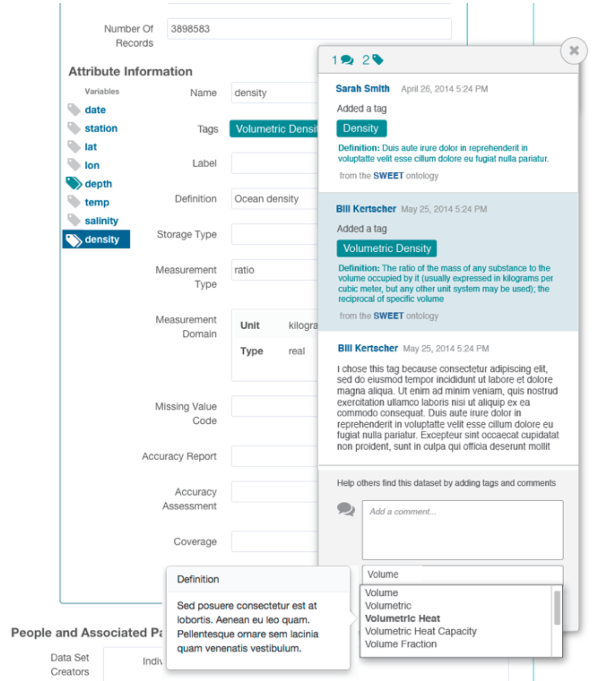 Number Of
Records
3898583
Attribute Information
Variables
date
station
lat
lon
depth
temp
salinity
density
Name
density
Tags
Volumetric Densi
Label
Definition
Ocean density
Storage Type
Measurement
Type
ratio
Measurement
Domain
Unit kilogra
Type real
Missing Value
Code
Accuracy Report
Accuracy
Assessment
Coverage
People and Associated Pa
Data Set
Creators
Indiv
1 2
Sarah Smith April 26, 2014 5:24 PM
Added a tag
Density
Definition: Duis aute irure dolor in reprehenderit in
voluptatte velit esse cillum dolore eu fugiat nulla pariatur.
from the SWEET ontology
Bill Kertscher May 25, 2014 5:24 PM
Added a tag
Volumetric Density
Definition: The ratio of the mass of any substance to the
volume occupied by it (usually expressed in kilograms per
cubic meter, but any other unit system may be used); the
reciprocal of specific volume
from the SWEET ontology
Bill Kertscher May 25, 2014 5:24 PM
I chose this tag because consectetur adipiscing elit,
sed do eiusmod tempor incididunt ut labore et dolore
magna aliqua. Ut enim ad minim veniam, quis nostrud
exercitation ullamco laboris nisi ut aliquip ex ea
commodo consequat. Duis aute irure dolor in
reprehenderit in voluptatte velit esse cillum dolore eu
fugiat nulla pariatur. Excepteur sint occaecat cupidatat
non proident, sunt in culpa qui officia deserunt mollit
Help others find this dataset by adding tags and comments
Add a comment...
Volume
Volume
Volumetric
Volumetric Heat
Volumetric Heat Capacity
Volume Fraction
Definition
Sed posuere consectetur est at
lobortis. Aenean eu leo quam.
Pellentesque ornare sem lacinia
quam venenatis vestibulum.